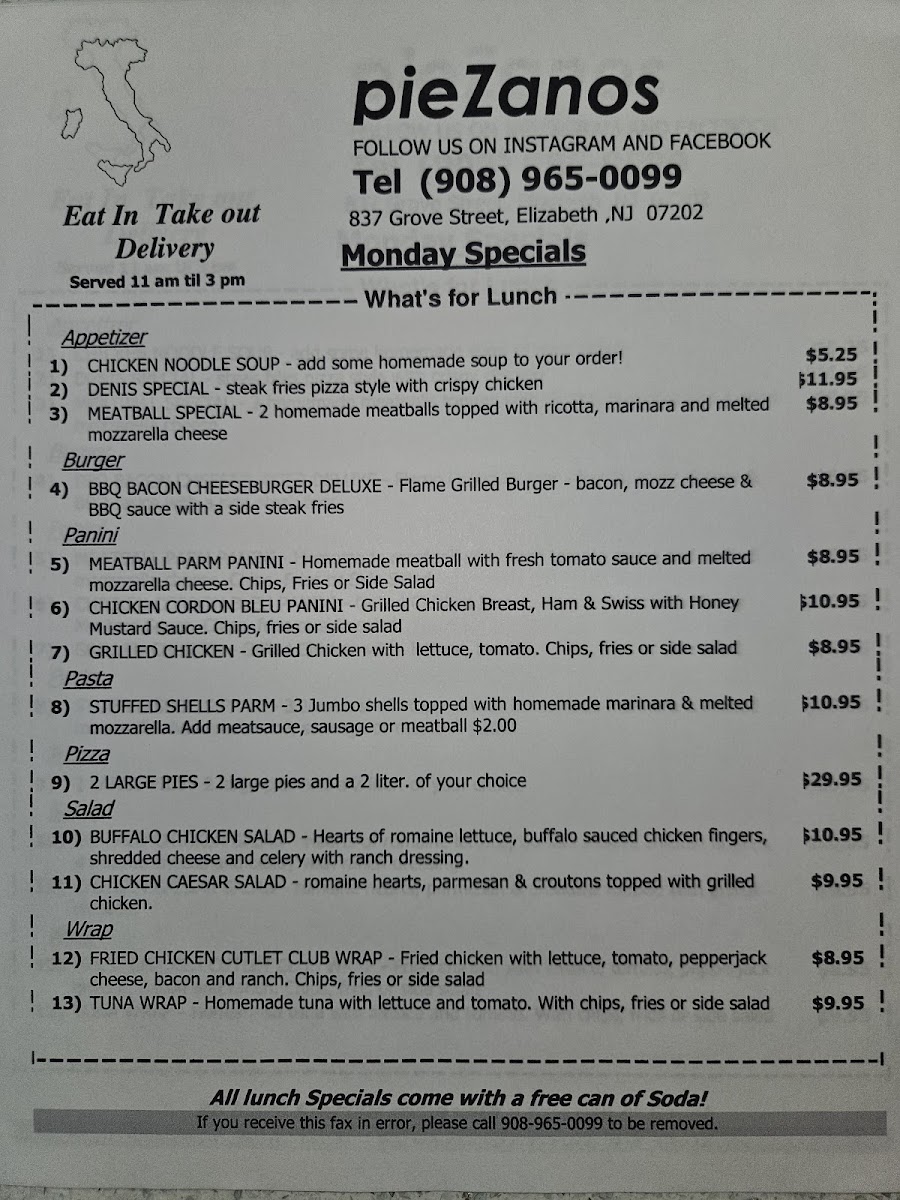 pieZanos
FOLLOW US ON INSTAGRAM AND FACEBOOK
Tel (908) 965-0099
837 Grove Street, Elizabeth ,NJ 07202
Eat In Take out
Delivery
Served 11 am til 3 pm
Monday Specials
What's for Lunch
Appetizer
1) CHICKEN NOODLE SOUP - add some homemade soup to your order! $5.25
2) DENIS SPECIAL - steak fries pizza style with crispy chicken $11.95
3) MEATBALL SPECIAL - 2 homemade meatballs topped with ricotta, marinara and melted $8.95
mozzarella cheese
Burger
4) BBQ BACON CHEESEBURGER DELUXE - Flame Grilled Burger - bacon, mozz cheese & $8.95
BBQ sauce with a side steak fries
Panini
5) MEATBALL PARM PANINI - Homemade meatball with fresh tomato sauce and melted $8.95
mozzarella cheese. Chips, Fries or Side Salad
6) CHICKEN CORDON BLEU PANINI - Grilled Chicken Breast, Ham & Swiss with Honey $10.95
Mustard Sauce. Chips, fries or side salad
7) GRILLED CHICKEN - Grilled Chicken with lettuce, tomato. Chips, fries or side salad $8.95
Pasta
8) STUFFED SHELLS PARM - 3 Jumbo shells topped with homemade marinara & melted $10.95
mozzarella. Add meatsauce, sausage or meatball $2.00
Pizza
9) 2 LARGE PIES - 2 large pies and a 2 liter. of your choice $29.95
Salad
10) BUFFALO CHICKEN SALAD - Hearts of romaine lettuce, buffalo sauced chicken fingers, $10.95
shredded cheese and celery with ranch dressing.
11) CHICKEN CAESAR SALAD - romaine hearts, parmesan & croutons topped with grilled $9.95
chicken.
Wrap
12) FRIED CHICKEN CUTLET CLUB WRAP - Fried chicken with lettuce, tomato, pepperjack $8.95
cheese, bacon and ranch. Chips, fries or side salad
13) TUNA WRAP - Homemade tuna with lettuce and tomato. With chips, fries or side salad $9.95
All lunch Specials come with a free can of Soda!
If you receive this fax in error, please call 908-965-0099 to be removed.